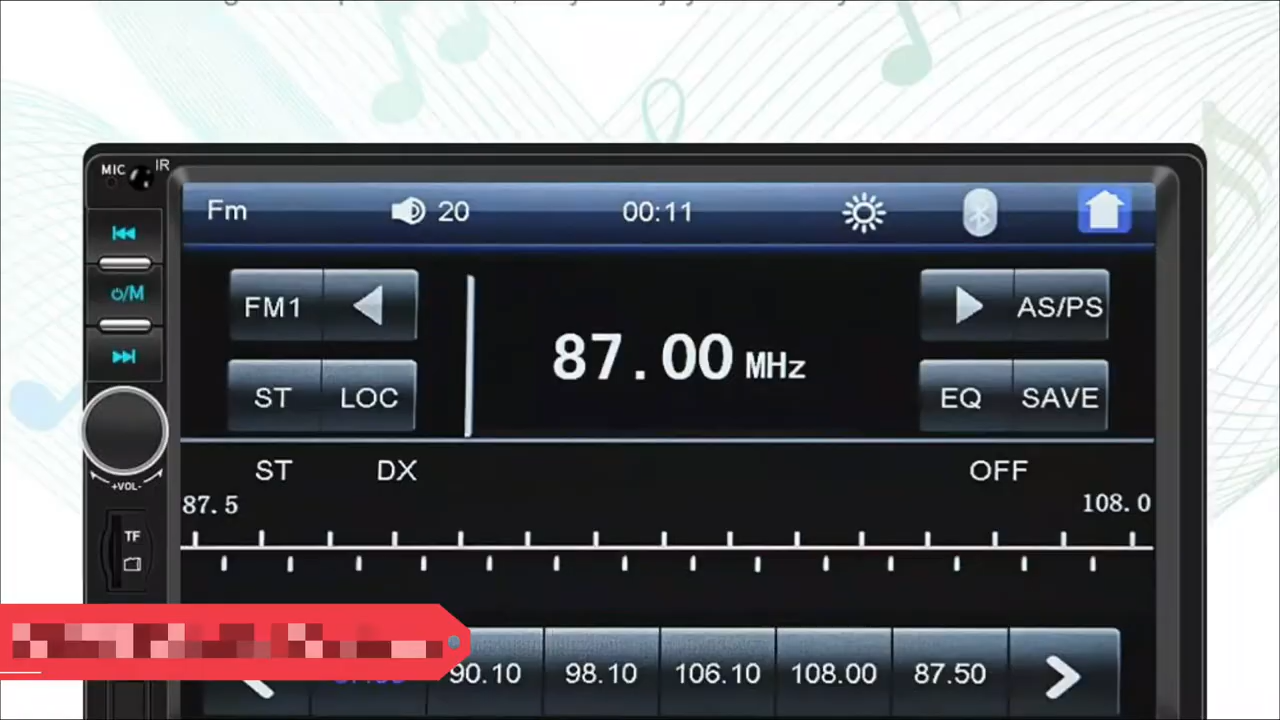 MIC IR
Fm 20 00:11
FM1 AS/PS
87.00 MHz
ST LOC EQ SAVE
ST DX OFF
+VOL-
87.5 108.0
TF
90.10 98.10 106.10 108.00 87.50